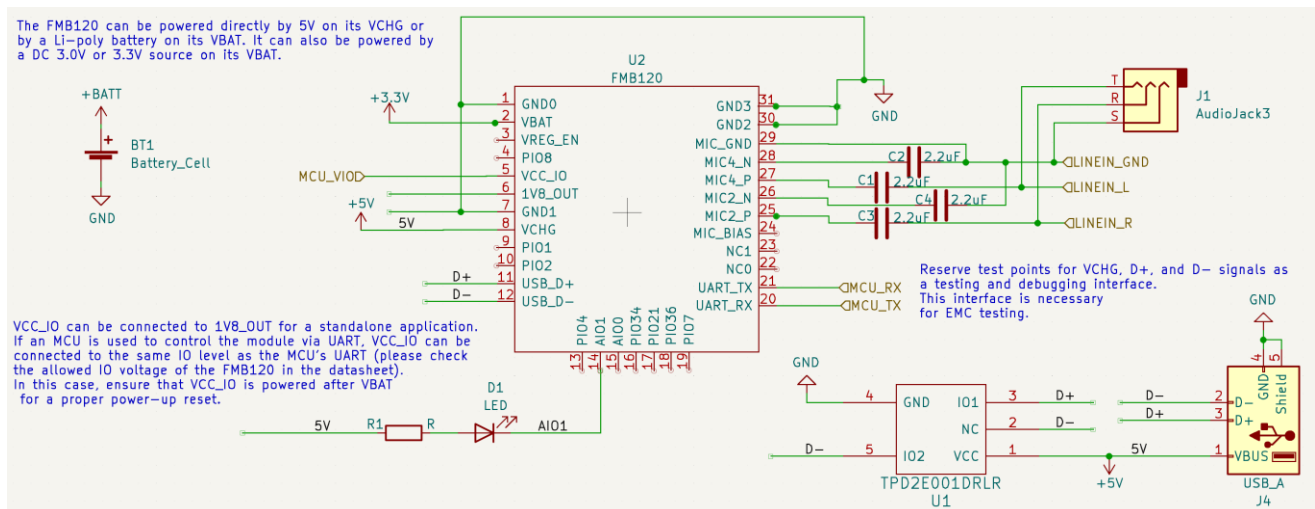 The FMB120 can be powered directly by 5V on its VCHG or
by a Li-poly battery on its VBAT. It can also be powered by
a DC 3.0V or 3.3V source on its VBAT.
U2
FMB120
+BATT
+
BT1
Battery_Cell
GND
+3.3V
MCU_VIO
+5V
5V
D+
D-
1 GND0
2 VBAT
3 VREG_EN
4 PIO8
5 VCC_IO
6 1V8_OUT
7 GND1
8 VCHG
9 PIO1
10 PIO2
11 USB_D+
12 USB_D-
GND3 31
GND2 30
MIC_GND 29
MIC4_N 28
MIC4_P 27
MIC2_N 26
MIC2_P 25
MIC_BIAS 24
NC1 23
NC0 22
UART_TX 21
UART_RX 20
PIO4 AIO1 AIO0 PIO34 PIO21 PIO36 PIO7
13 14 15 16 17 18 19
GND
C2 2.2uF
C1 2.2uF
C4 2.2uF
C3 2.2uF
T
R
S
J1
AudioJack3
LINEIN_GND
LINEIN_L
LINEIN_R
MCU_RX
MCU_TX
Reserve test points for VCHG, D+, and D- signals as
a testing and debugging interface.
This interface is necessary
for EMC testing.
VCC_IO can be connected to 1V8_OUT for a standalone application.
If an MCU is used to control the module via UART, VCC_IO can be
connected to the same IO level as the MCU's UART (please check
the allowed IO voltage of the FMB120 in the datasheet).
In this case, ensure that VCC_IO is powered after VBAT
for a proper power-up reset.
5V
R1 R
D1
LED
AIO1
GND
4 GND IO1 3 D+
NC 2 D-
D- 5 IO2 VCC 1
TPD2E001DRLR
U1
+5V
5V
GND
4 5
GND Shield
D- 2 D-
D+ 3 D+
1 VBUS
USB_A
J4